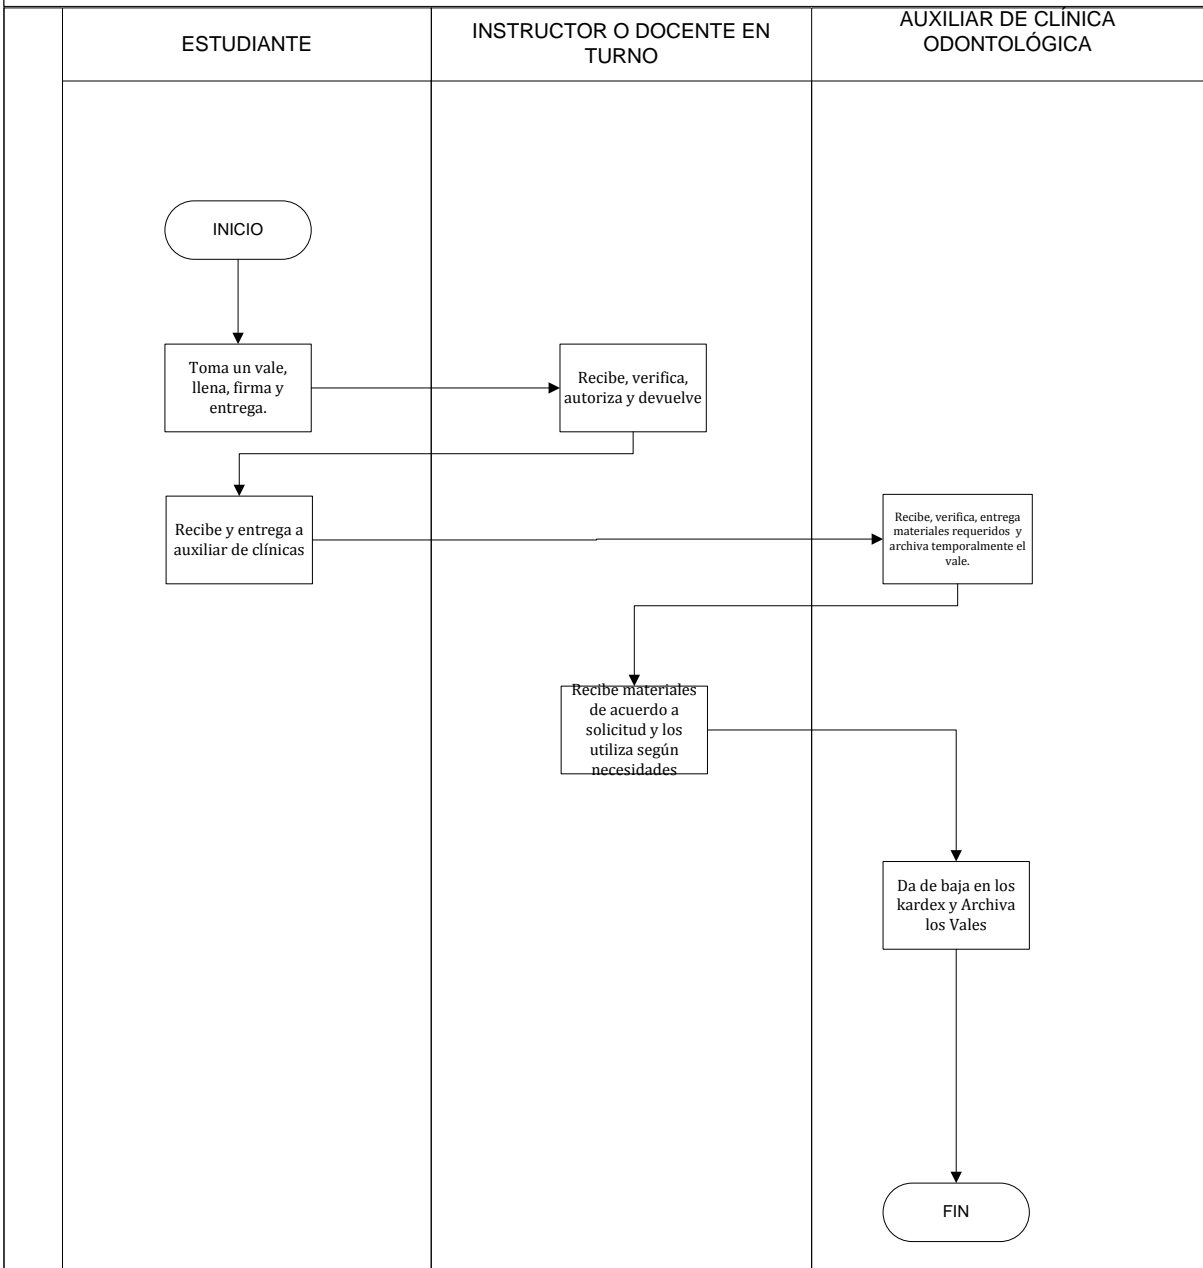 ESTUDIANTE
INSTRUCTOR O DOCENTE EN
TURNO
AUXILIAR DE CLÍNICA
ODONTOLÓGICA
INICIO
Toma un vale,
llena, firma y
entrega.
Recibe, verifica,
autoriza y devuelve
Recibe y entrega a
auxiliar de clínicas
Recibe, verifica, entrega
materiales requeridos y
archiva temporalmente el
vale.
Recibe materiales
de acuerdo a
solicitud y los
utiliza según
necesidades
Da de baja en los
kardex y Archiva
los Vales
FIN